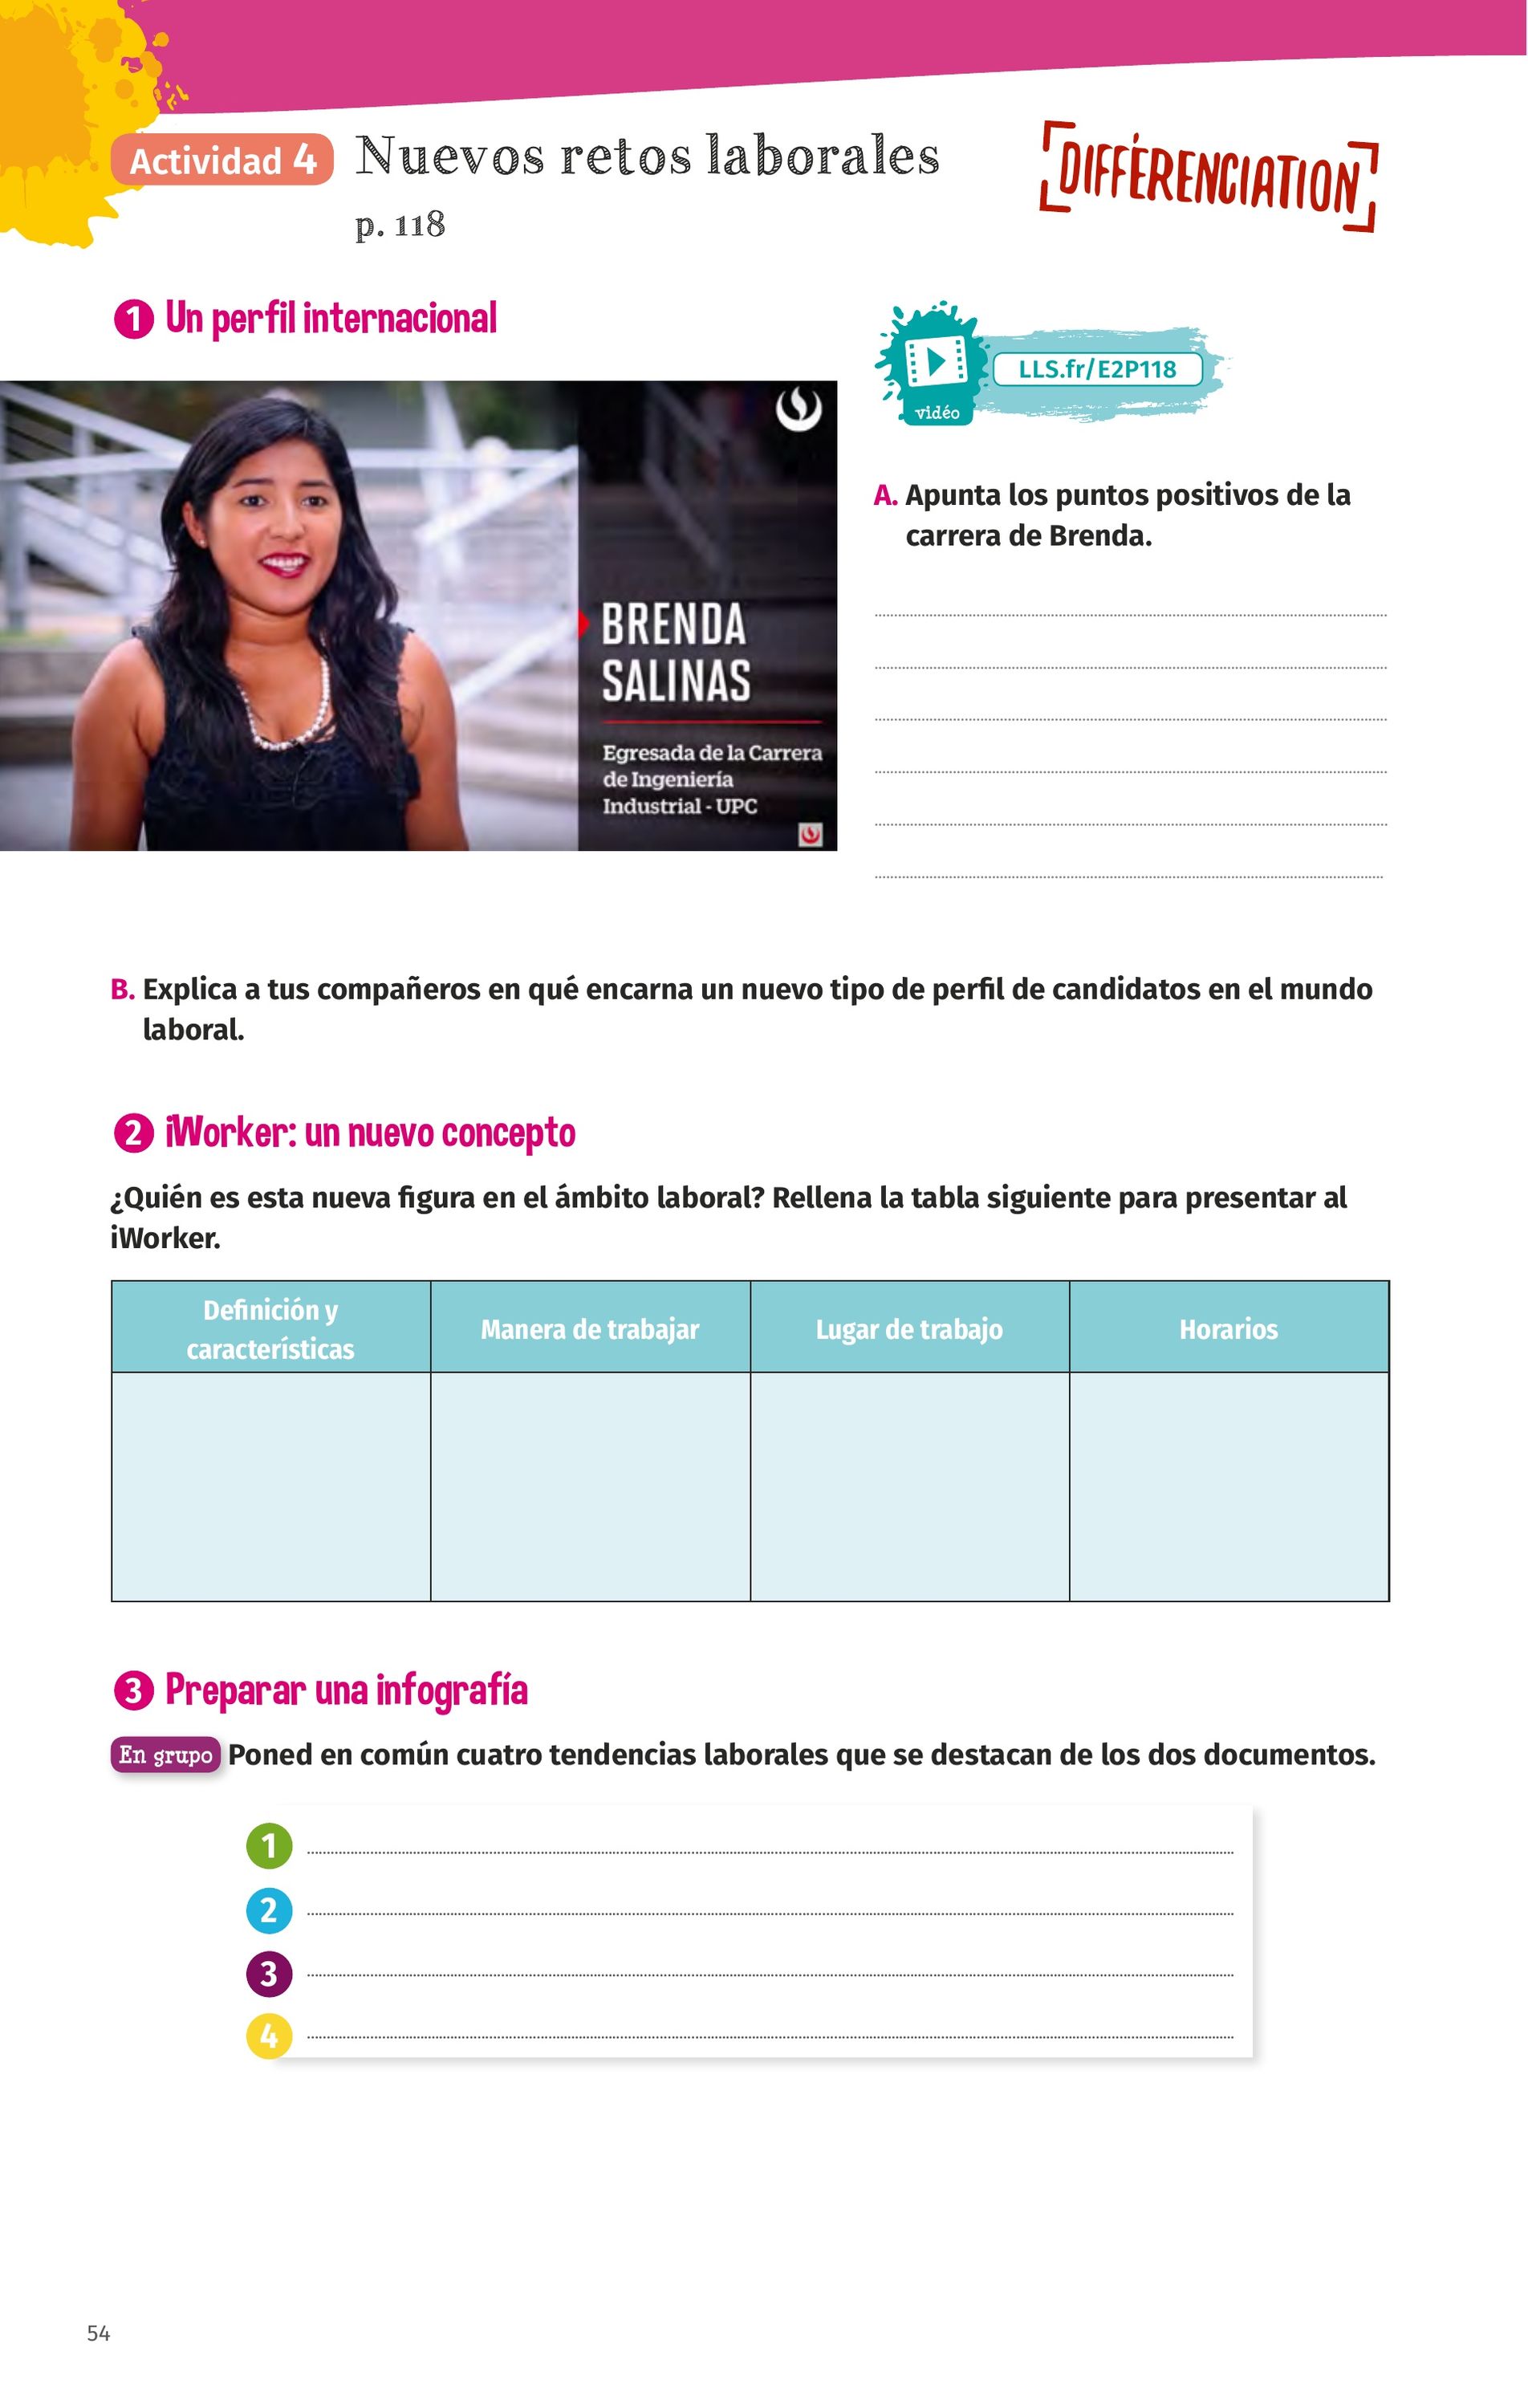 Actividad 4
Nuevos retos laborales
p. 118
DIFFÉRENCIATION
1 Un perfil internacional
vidéo
LLS.fr/E2P118
BRENDA
SALINAS
Egresada de la Carrera
de Ingeniería
Industrial - UPC
A. Apunta los puntos positivos de la
carrera de Brenda.
B. Explica a tus compañeros en qué encarna un nuevo tipo de perfil de candidatos en el mundo
laboral.
2 iWorker: un nuevo concepto
¿Quién es esta nueva figura en el ámbito laboral? Rellena la tabla siguiente para presentar al
iWorker.
Definición y
características
Manera de trabajar
Lugar de trabajo
Horarios
3 Preparar una infografía
En grupo Poned en común cuatro tendencias laborales que se destacan de los dos documentos.
1
2
3
4
54